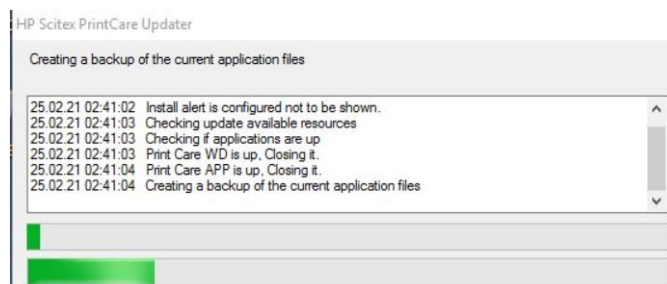 HP Scitex PrintCare Updater
Creating a backup of the current application files
25.02.21 02:41:02 Install alert is configured not to be shown.
25.02.21 02:41:03 Checking update available resources
25.02.21 02:41:03 Checking if applications are up
25.02.21 02:41:03 Print Care WD is up, Closing it.
25.02.21 02:41:04 Print Care APP is up, Closing it.
25.02.21 02:41:04 Creating a backup of the current application files